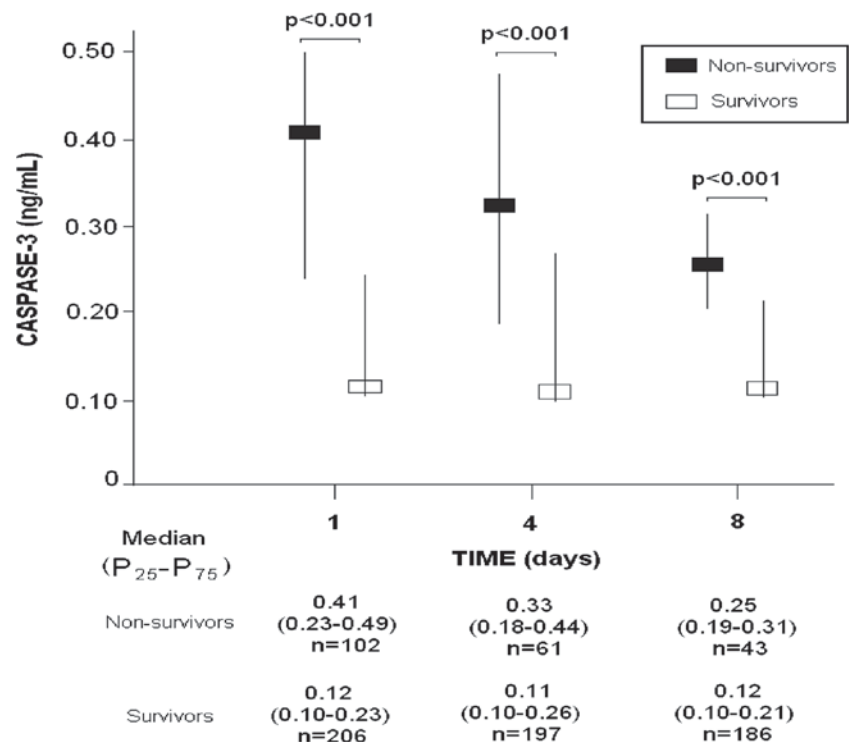 p<0.001
p<0.001
p<0.001
Non-survivors
Survivors
CASPASE-3 (ng/mL)
0.50
0.40
0.30
0.20
0.10
0
1 4 8
TIME (days)
Median
(P25-P75)
Non-survivors
0.41 0.33 0.25
(0.23-0.49) (0.18-0.44) (0.19-0.31)
n=102 n=61 n=43
Survivors
0.12 0.11 0.12
(0.10-0.23) (0.10-0.26) (0.10-0.21)
n=206 n=197 n=186